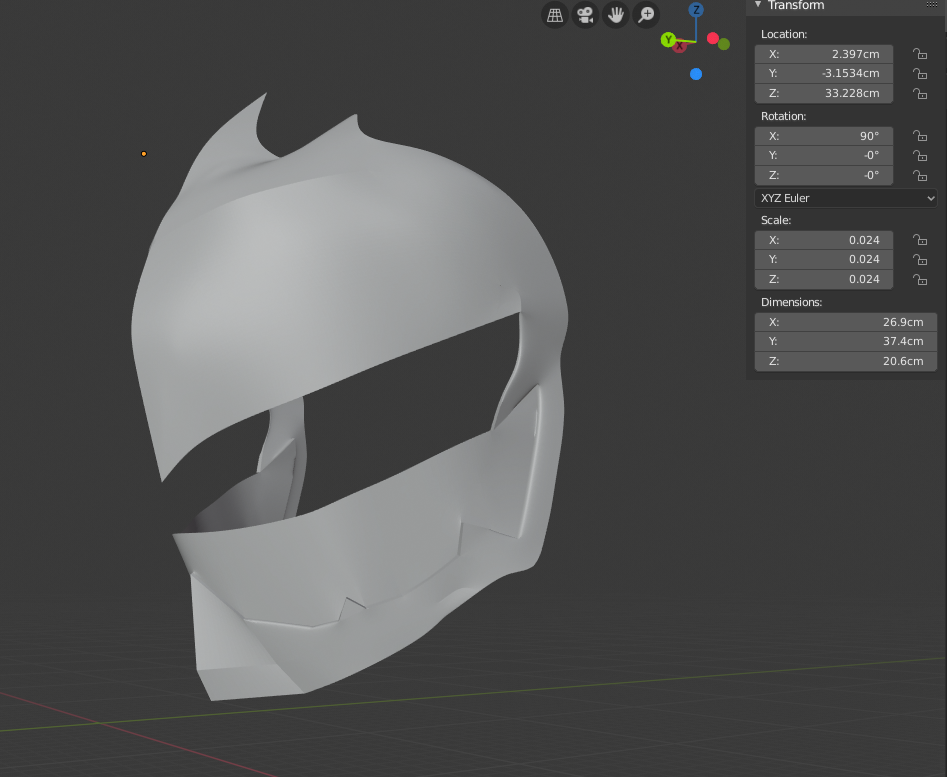 Transform
Location:
X: 2.397cm
Y: -3.1534cm
Z: 33.228cm
Rotation:
X: 90°
Y: -0°
Z: -0°
XYZ Euler
Scale:
X: 0.024
Y: 0.024
Z: 0.024
Dimensions:
X: 26.9cm
Y: 37.4cm
Z: 20.6cm
Z
Y
X